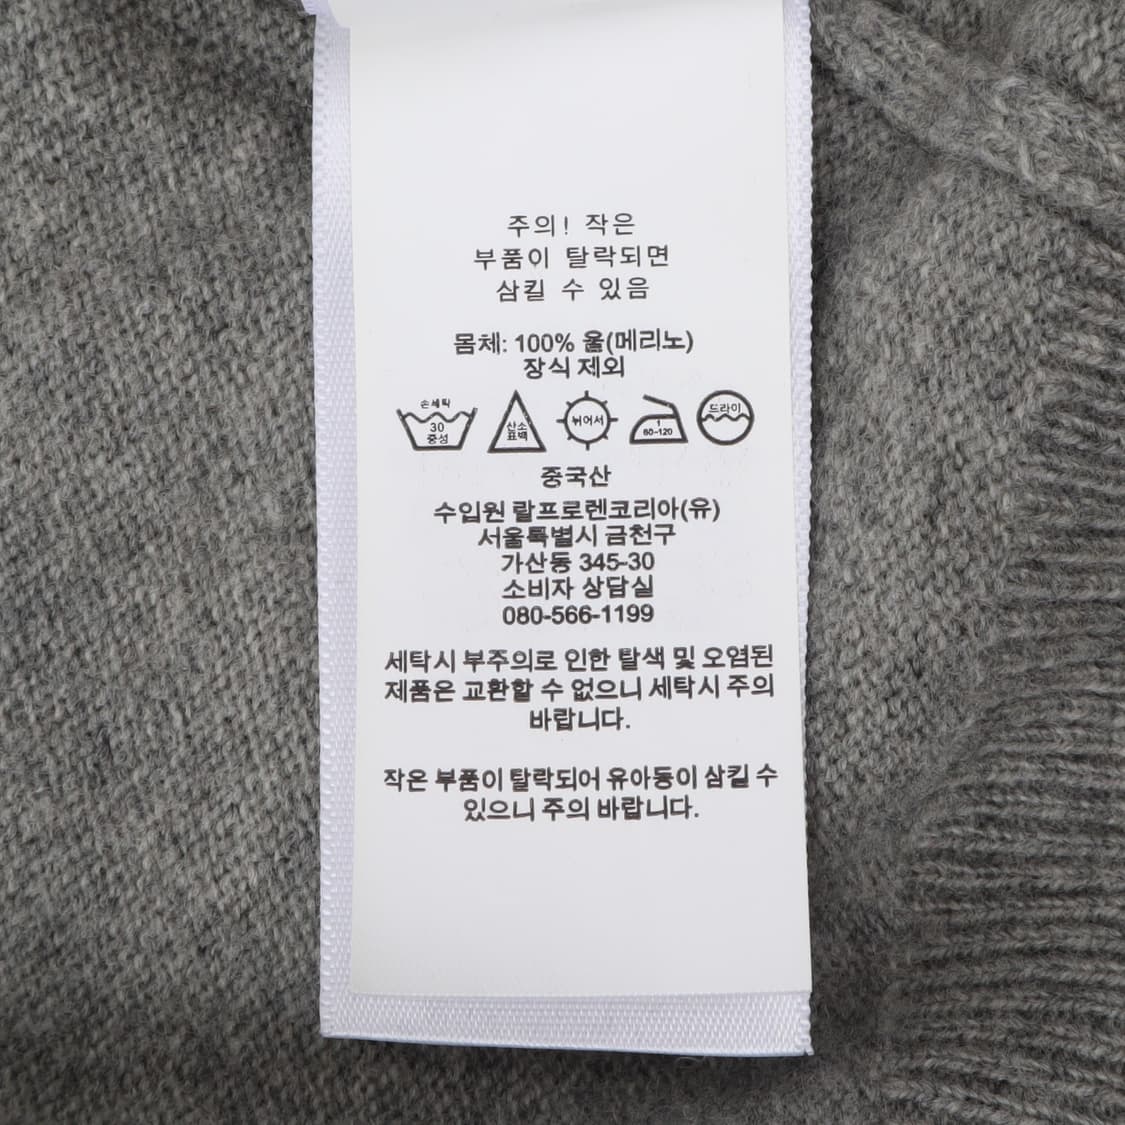 주의! 작은
부품이 탈락되면
삼킬 수 있음
몸체: 100% 울(메리노)
장식 제외
손세탁
30
중성
산소
표백
뉘어서
1
60-120
드라이
중국산
수입원 랄프로렌코리아(유)
서울특별시 금천구
가산동 345-30
소비자 상담실
080-566-1199
세탁시 부주의로 인한 탈색 및 오염된
제품은 교환할 수 없으니 세탁시 주의
바랍니다.
작은 부품이 탈락되어 유아동이 삼킬 수
있으니 주의 바랍니다.